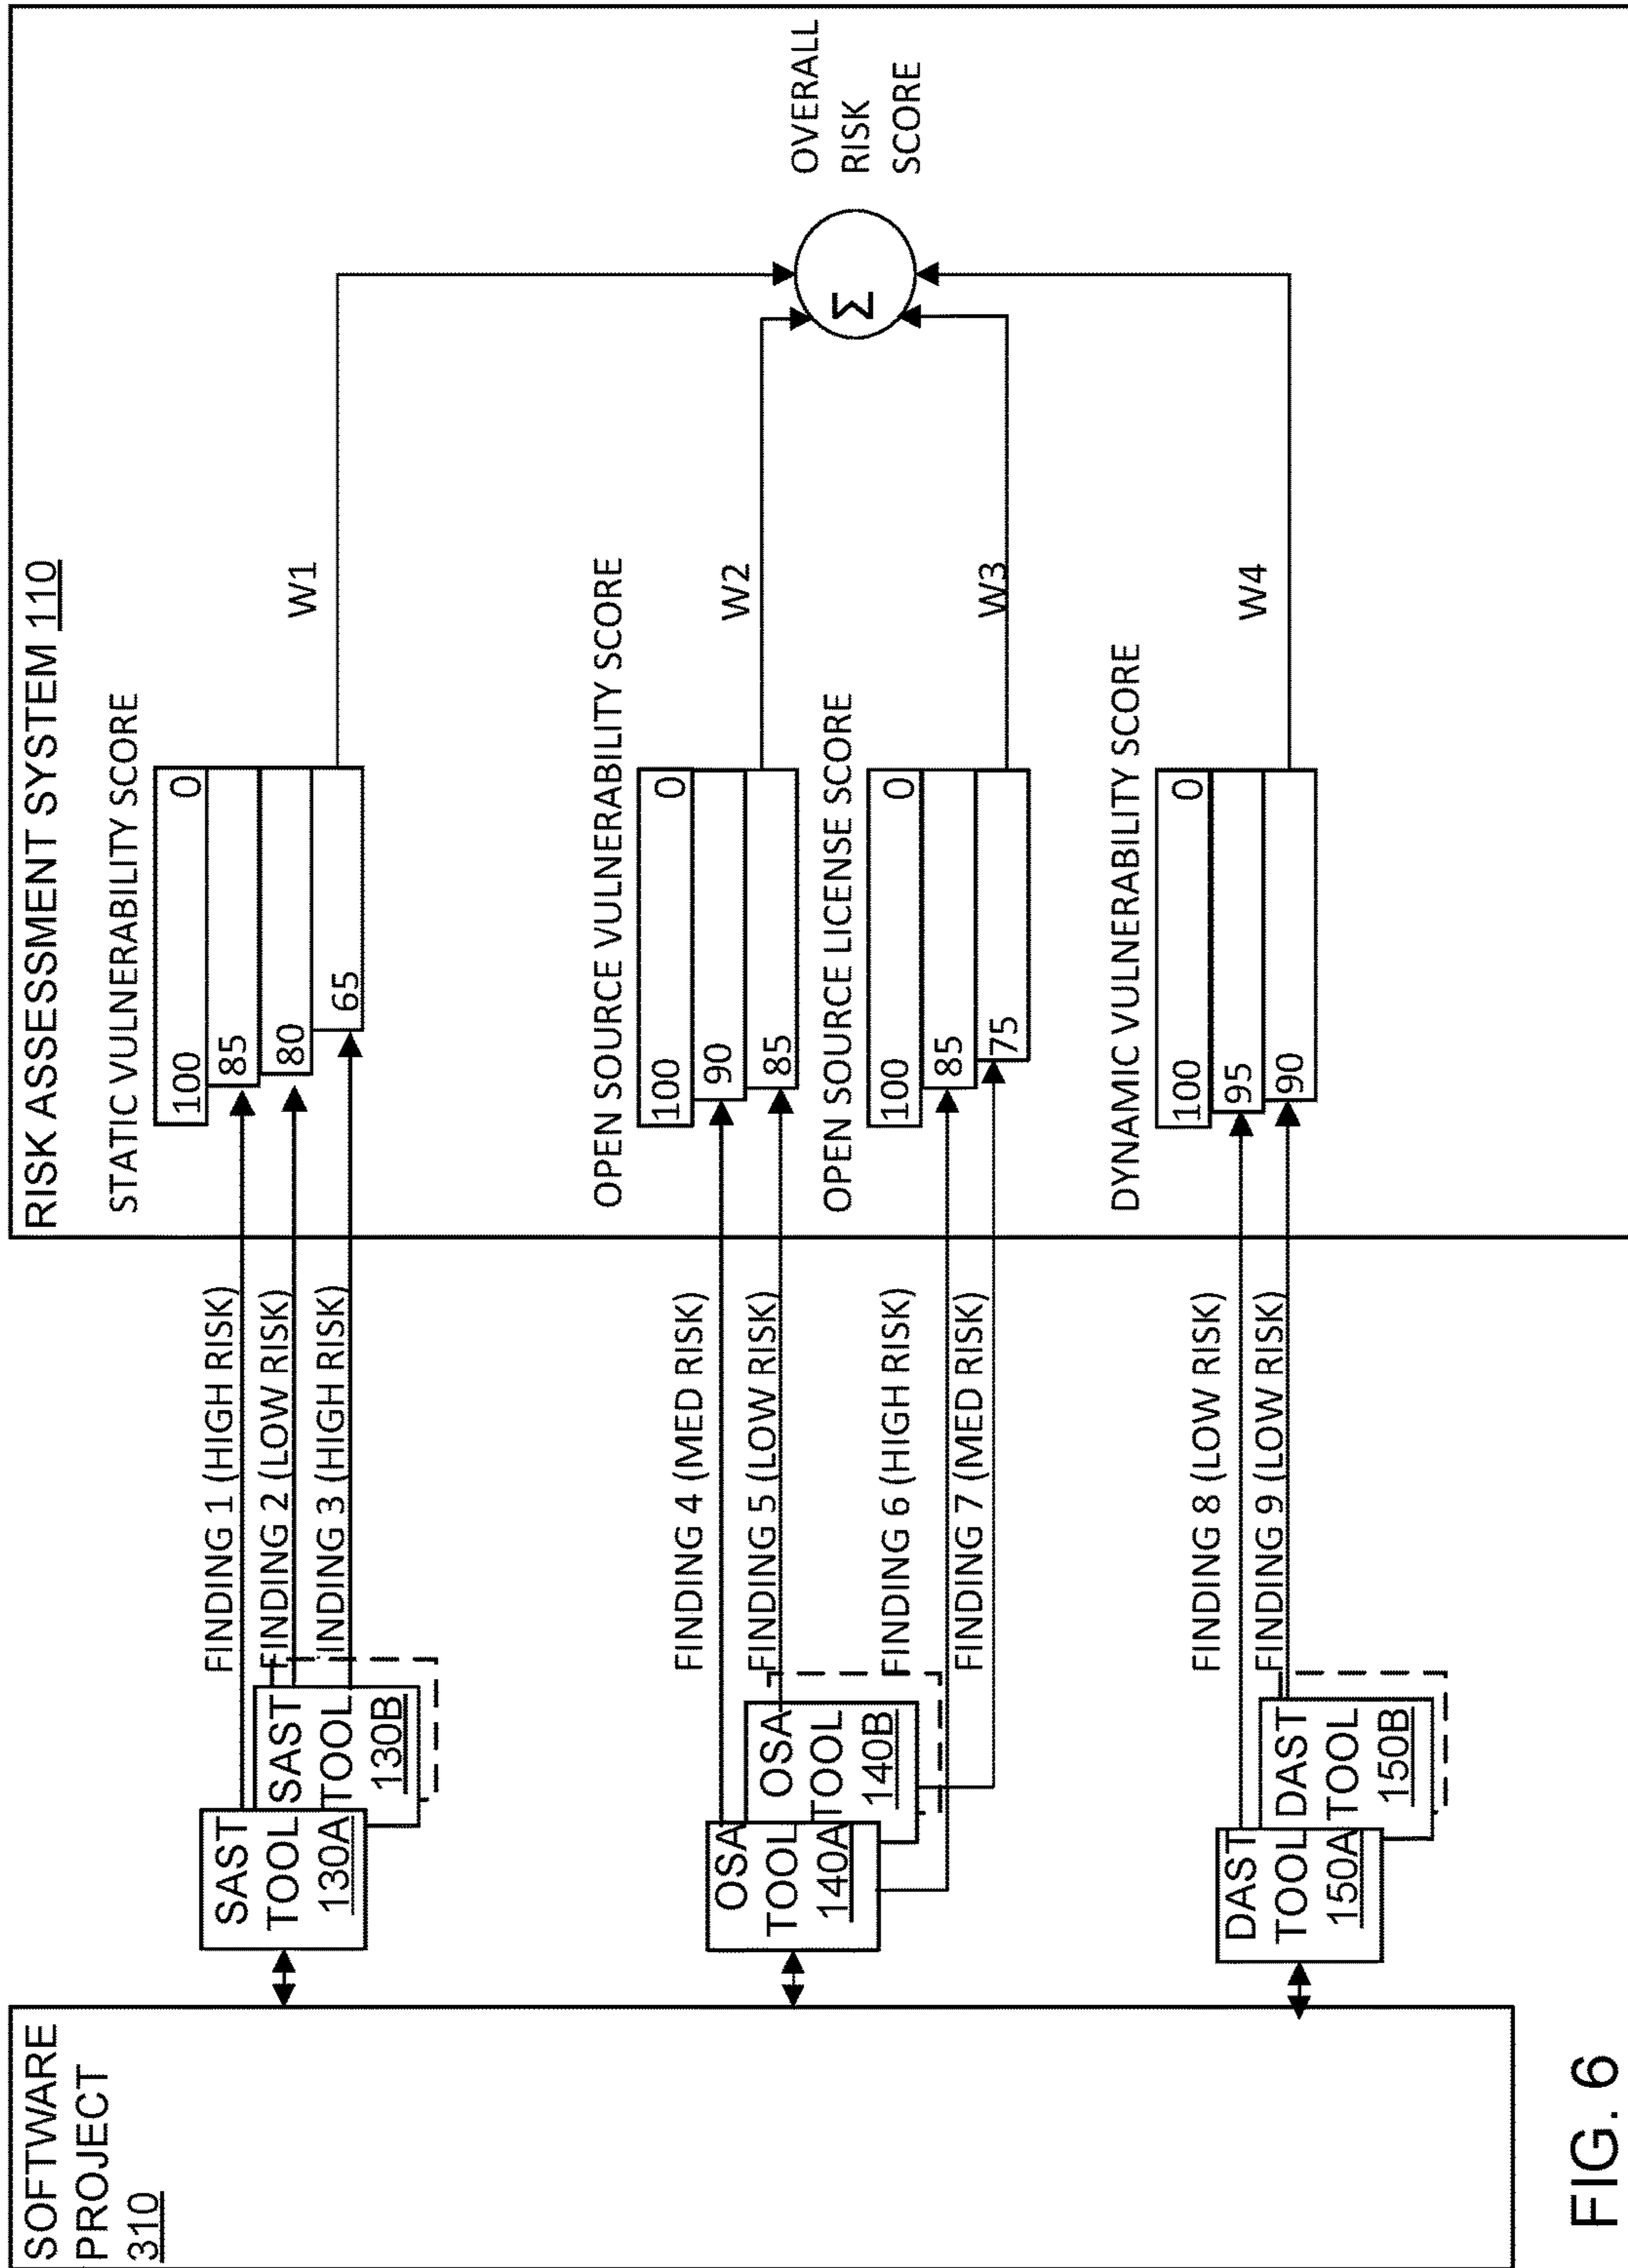 SOFTWARE
PROJECT
310
SAST
TOOL
130A
SAST
TOOL
130B
FINDING 1 (HIGH RISK)
FINDING 2 (LOW RISK)
FINDING 3 (HIGH RISK)
OSA
TOOL
140A
OSA
TOOL
140B
FINDING 4 (MED RISK)
FINDING 5 (LOW RISK)
FINDING 6 (HIGH RISK)
FINDING 7 (MED RISK)
DAST
TOOL
150A
DAST
TOOL
150B
FINDING 8 (LOW RISK)
FINDING 9 (LOW RISK)
RISK ASSESSMENT SYSTEM 110
STATIC VULNERABILITY SCORE
100 0
85
80
65
W1
OPEN SOURCE VULNERABILITY SCORE
100 0
90
85
W2
OPEN SOURCE LICENSE SCORE
100 0
85
75
W3
DYNAMIC VULNERABILITY SCORE
100 0
95
90
W4
Σ
OVERALL
RISK
SCORE
FIG. 6